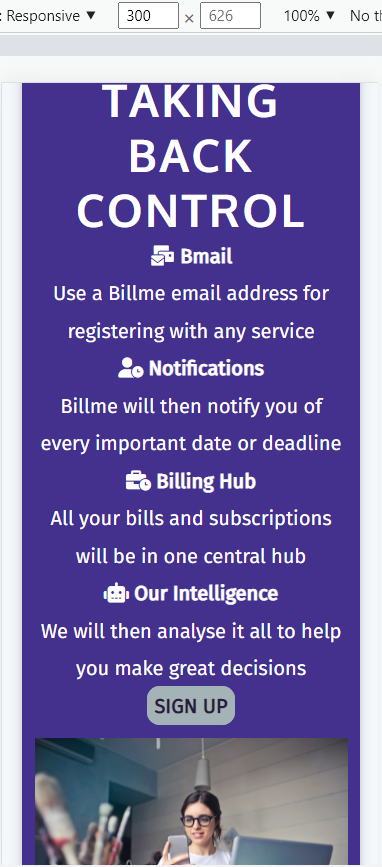 : Responsive ▼ 300 × 626 100% ▼ No th
TAKING
BACK
CONTROL
Bmail
Use a Billme email address for
registering with any service
Notifications
Billme will then notify you of
every important date or deadline
Billing Hub
All your bills and subscriptions
will be in one central hub
Our Intelligence
We will then analyse it all to help
you make great decisions
SIGN UP